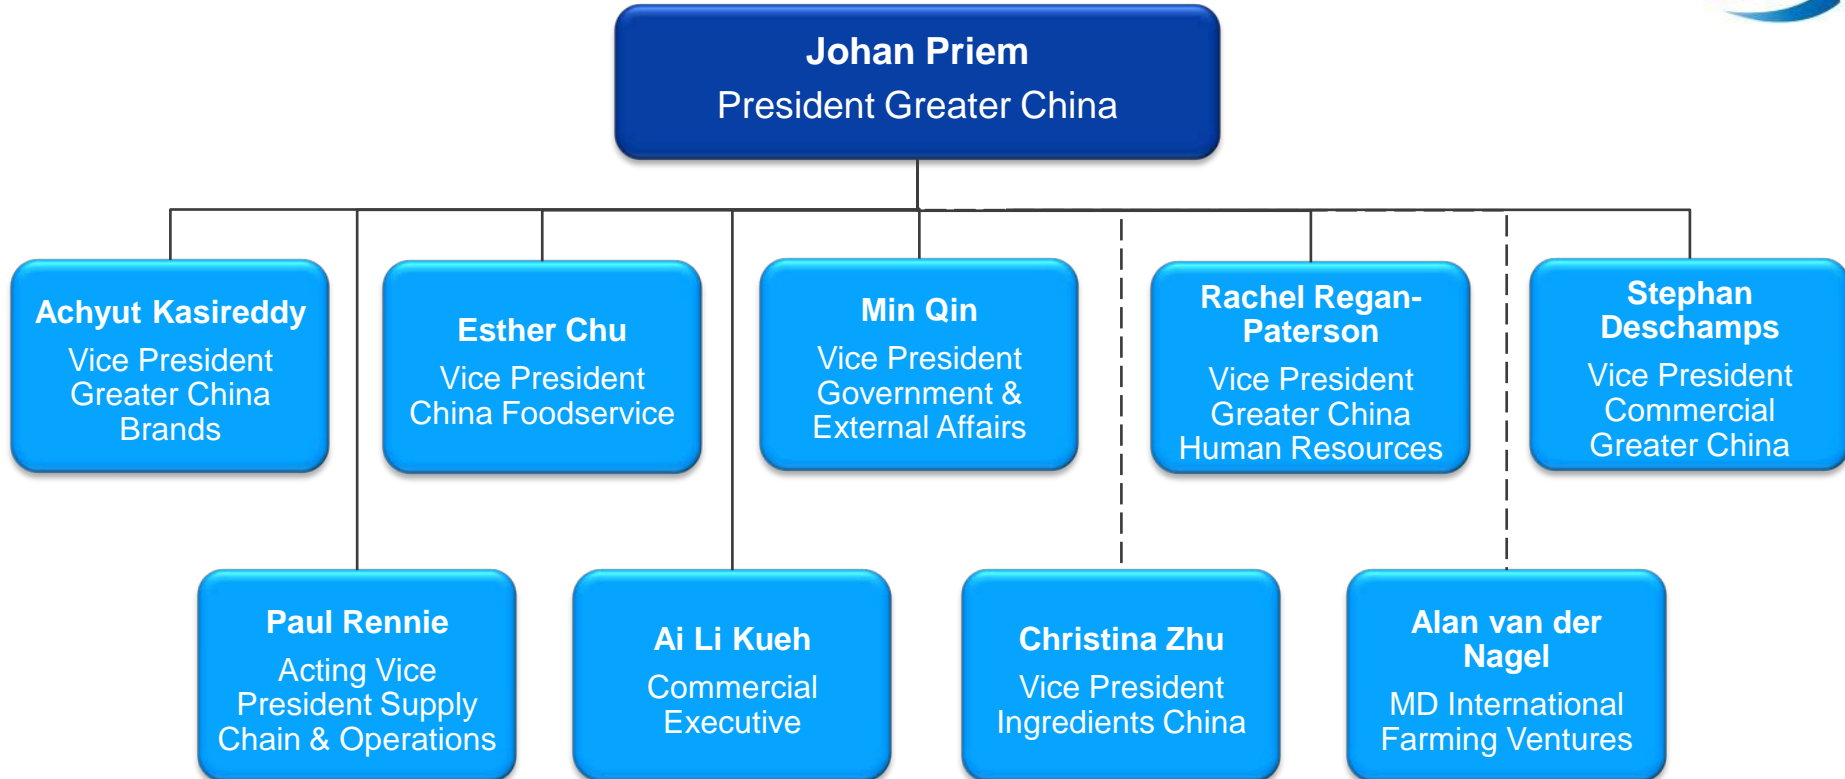 Johan Priem
President Greater China
Achyut Kasireddy
Vice President
Greater China
Brands
Esther Chu
Vice President
China Foodservice
Min Qin
Vice President
Government &
External Affairs
Rachel Regan-
Paterson
Vice President
Greater China
Human Resources
Stephan
Deschamps
Vice President
Commercial
Greater China
Paul Rennie
Acting Vice
President Supply
Chain & Operations
Ai Li Kueh
Commercial
Executive
Christina Zhu
Vice President
Ingredients China
Alan van der
Nagel
MD International
Farming Ventures